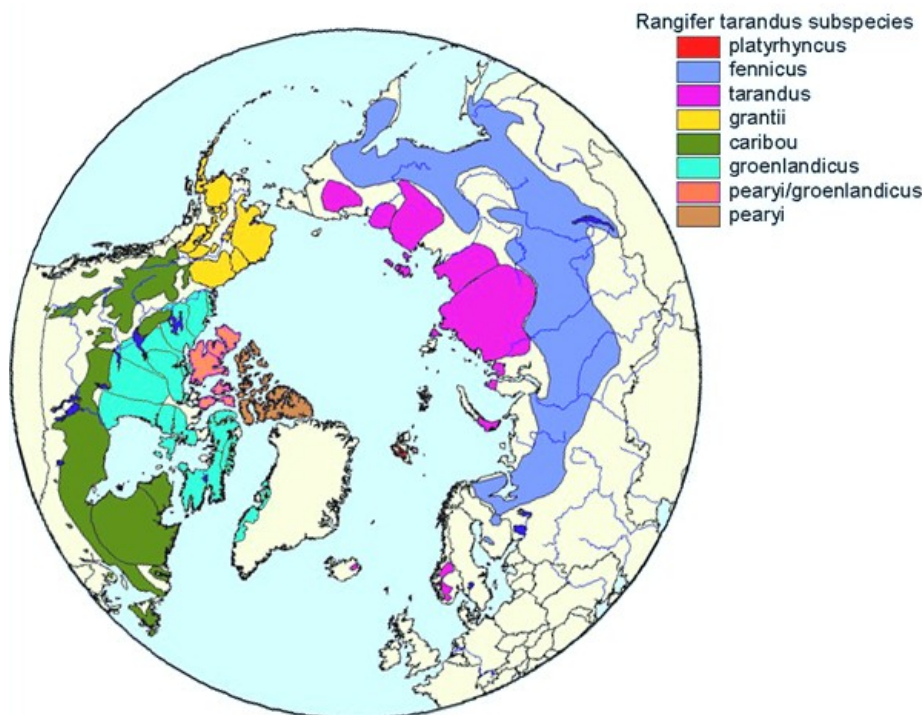 Rangifer tarandus subspecies
platyrhyncus
fennicus
tarandus
grantii
caribou
groenlandicus
pearyi/groenlandicus
pearyi